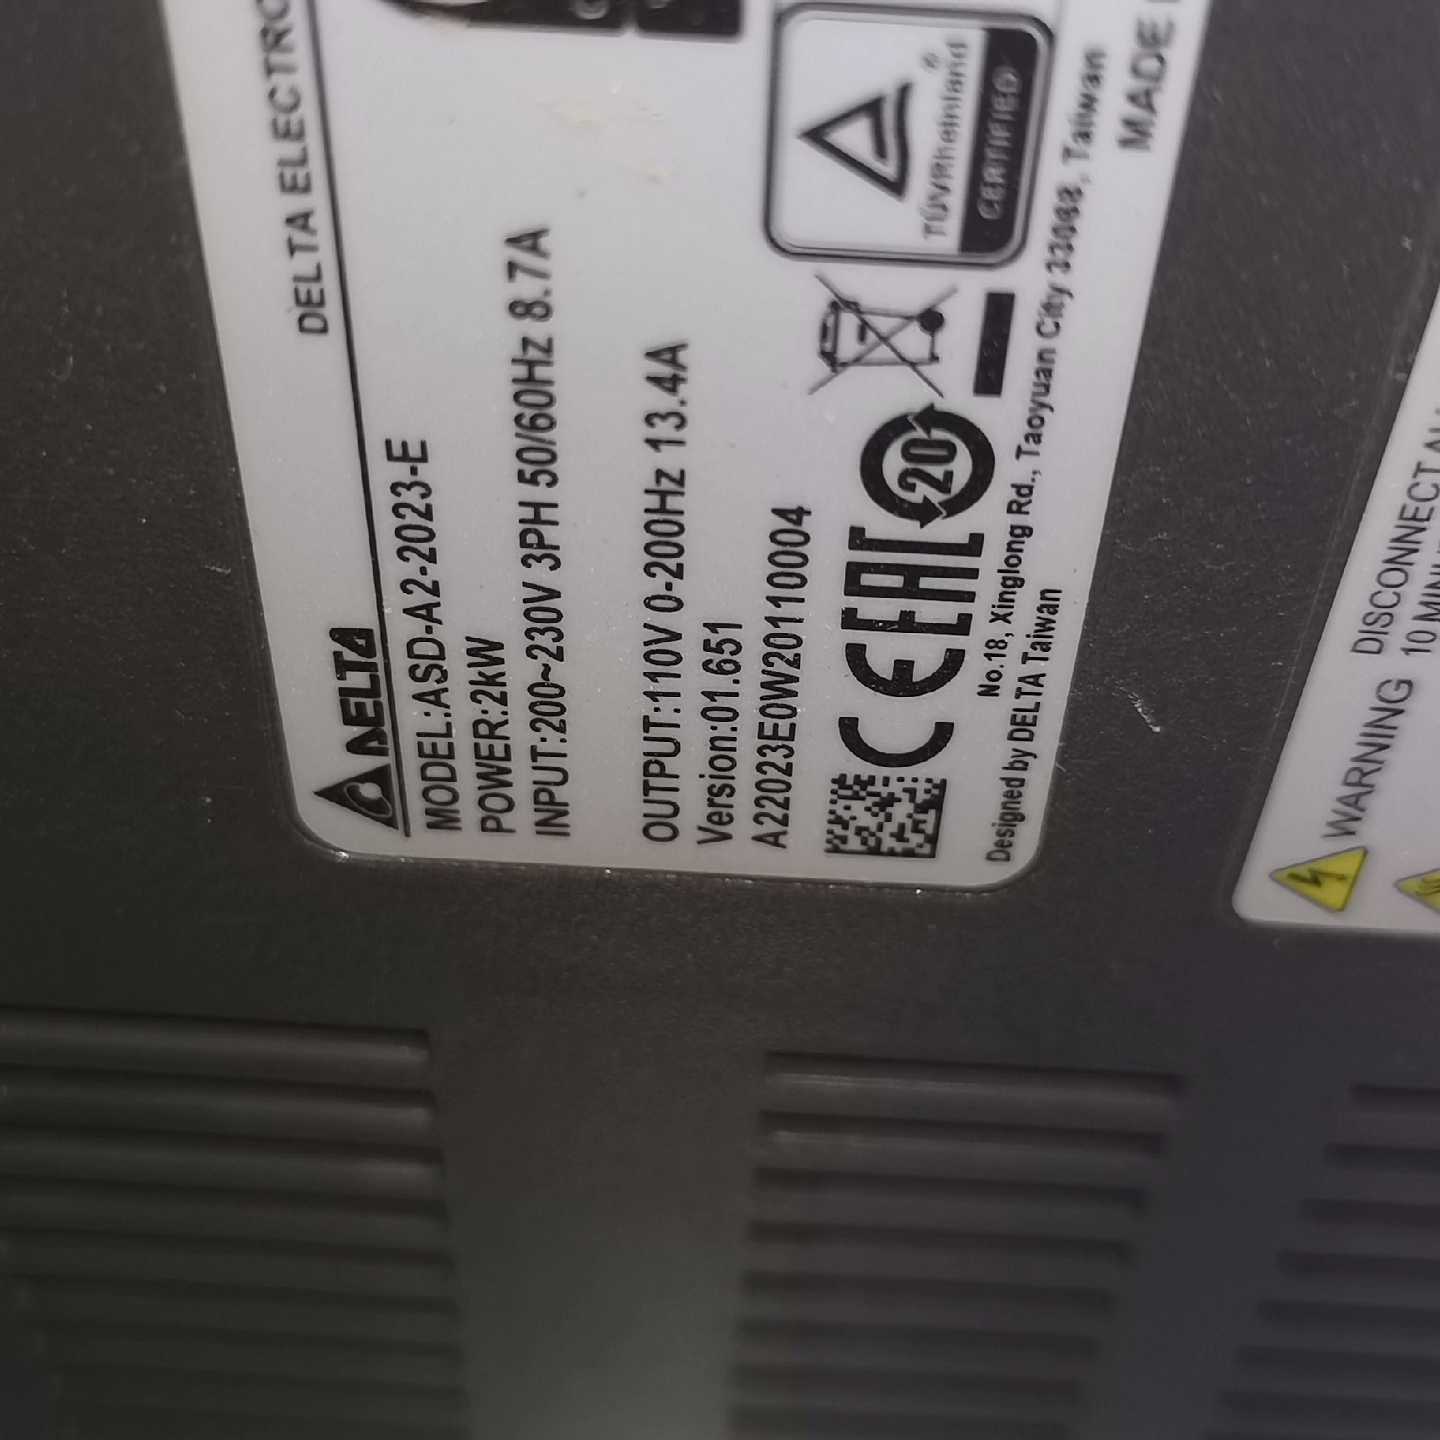 DELTA ELECTRO
DELTA
MODEL:ASD-A2-2023-E
POWER:2kW
INPUT:200~230V 3PH 50/60Hz 8.7A
OUTPUT:110V 0-200Hz 13.4A
Version:01.651
A22023E0W20110004
TÜVRheinland®
CERTIFIED
CE EAC 20
No.18, Xinglong Rd., Taoyuan City 33068, Taiwan
Designed by DELTA Taiwan
MADE
WARNING
DISCONNECT
10